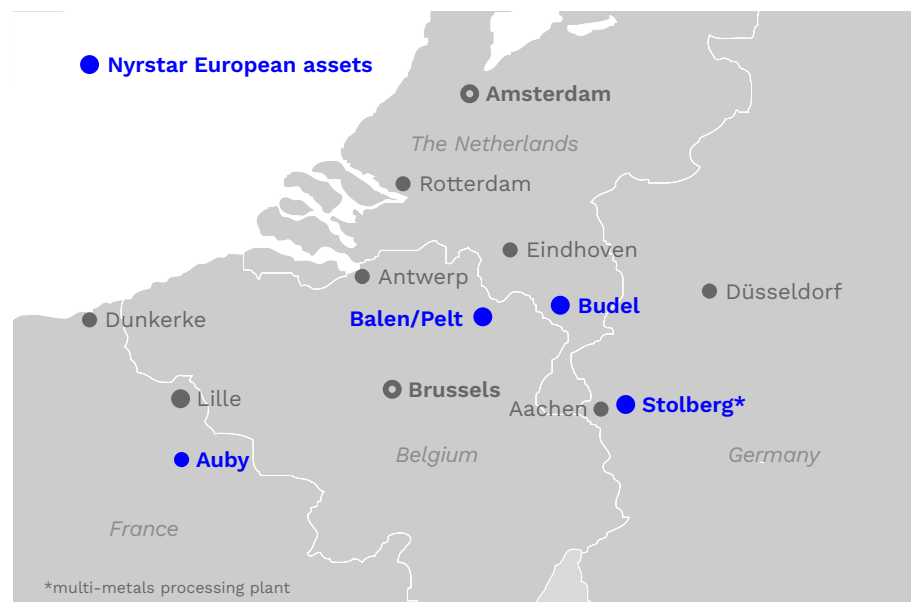 Nyrstar European assets
Amsterdam
The Netherlands
Rotterdam
Eindhoven
Antwerp
Düsseldorf
Budel
Balen/Pelt
Dunkerke
Brussels
Lille
Aachen
Stolberg*
Auby
Belgium
Germany
France
*multi-metals processing plant